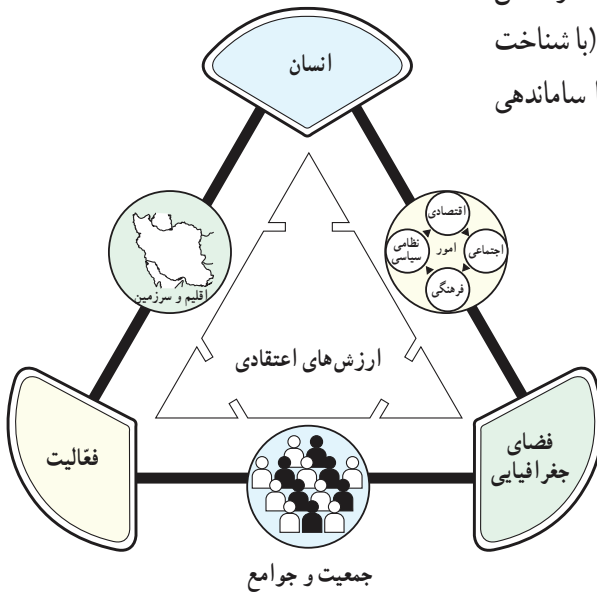 (با شناخت
ساماندهی
انسان
اقتصادی
نظامی
سیاسی
امور
اجتماعی
فرهنگی
اقلیم و سرزمین
ارزش‌های اعتقادی
فضای
جغرافیایی
فعّالیت
جمعیت و جوامع